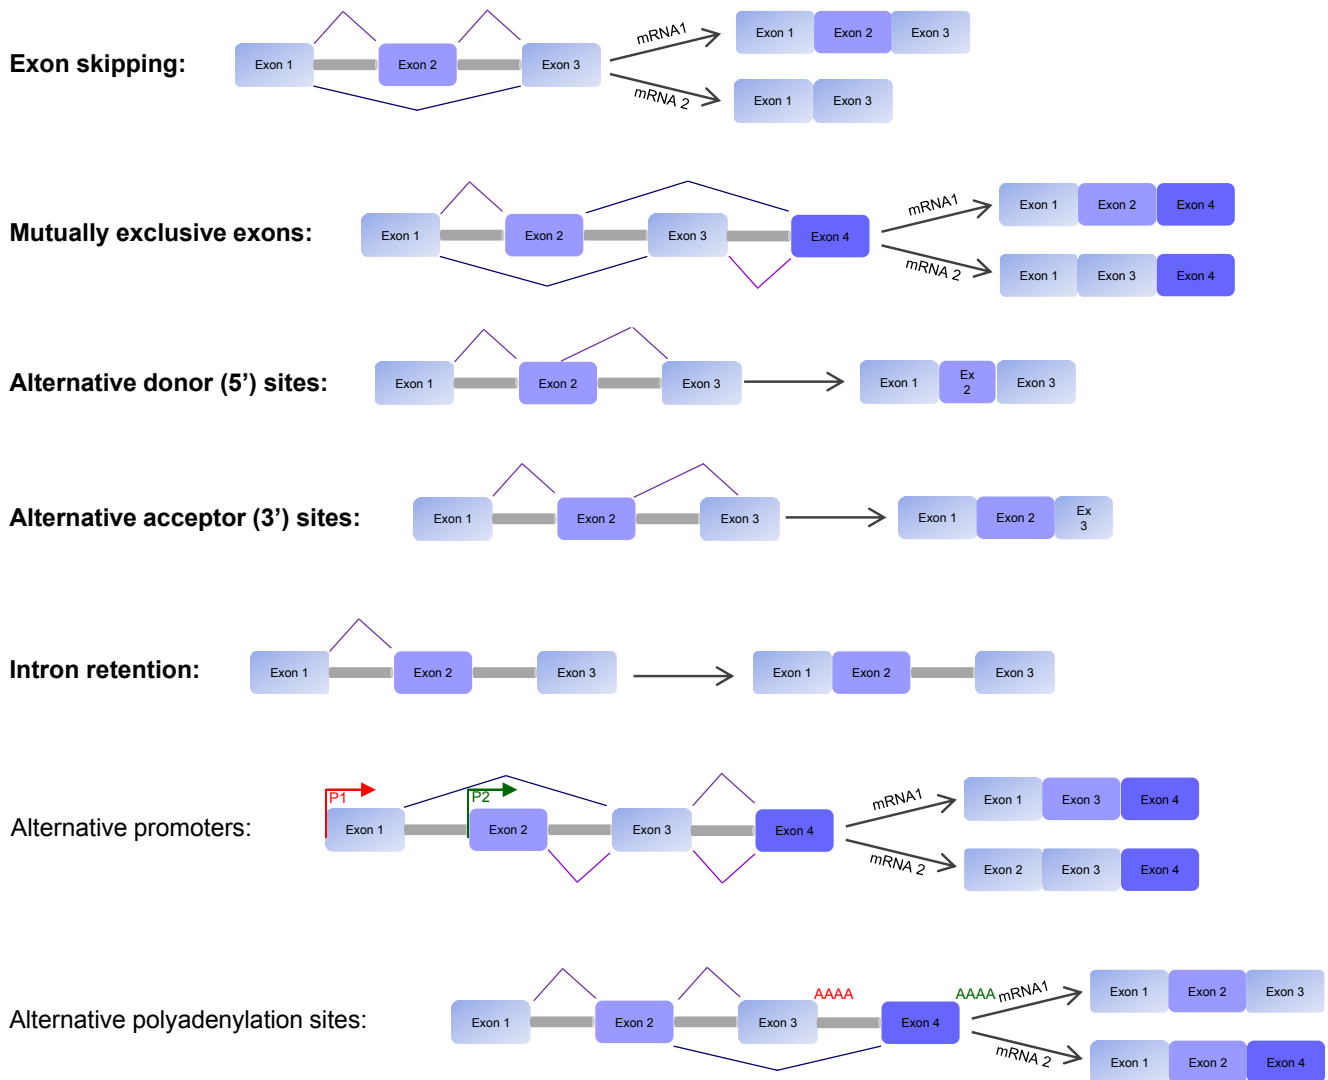 Exon skipping:
Exon 1
Exon 2
Exon 3
mRNA1
mRNA 2
Exon 1
Exon 2
Exon 3
Exon 1
Exon 3
Mutually exclusive exons:
Exon 1
Exon 2
Exon 3
Exon 4
mRNA1
mRNA 2
Exon 1
Exon 2
Exon 4
Exon 1
Exon 3
Exon 4
Alternative donor (5’) sites:
Exon 1
Exon 2
Exon 3
Exon 1
Ex
2
Exon 3
Alternative acceptor (3’) sites:
Exon 1
Exon 2
Exon 3
Exon 1
Exon 2
Ex
3
Intron retention:
Exon 1
Exon 2
Exon 3
Exon 1
Exon 2
Exon 3
Alternative promoters:
P1
P2
Exon 1
Exon 2
Exon 3
Exon 4
mRNA1
mRNA 2
Exon 1
Exon 3
Exon 4
Exon 2
Exon 3
Exon 4
Alternative polyadenylation sites:
Exon 1
Exon 2
Exon 3
AAAA
Exon 4
AAAA
mRNA1
mRNA 2
Exon 1
Exon 2
Exon 3
Exon 1
Exon 2
Exon 4